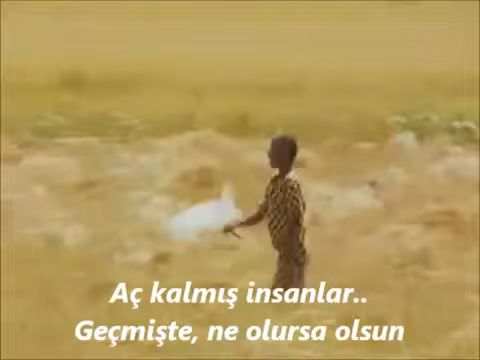 Aç kalmış insanlar..
Geçmişte, ne olursa olsun